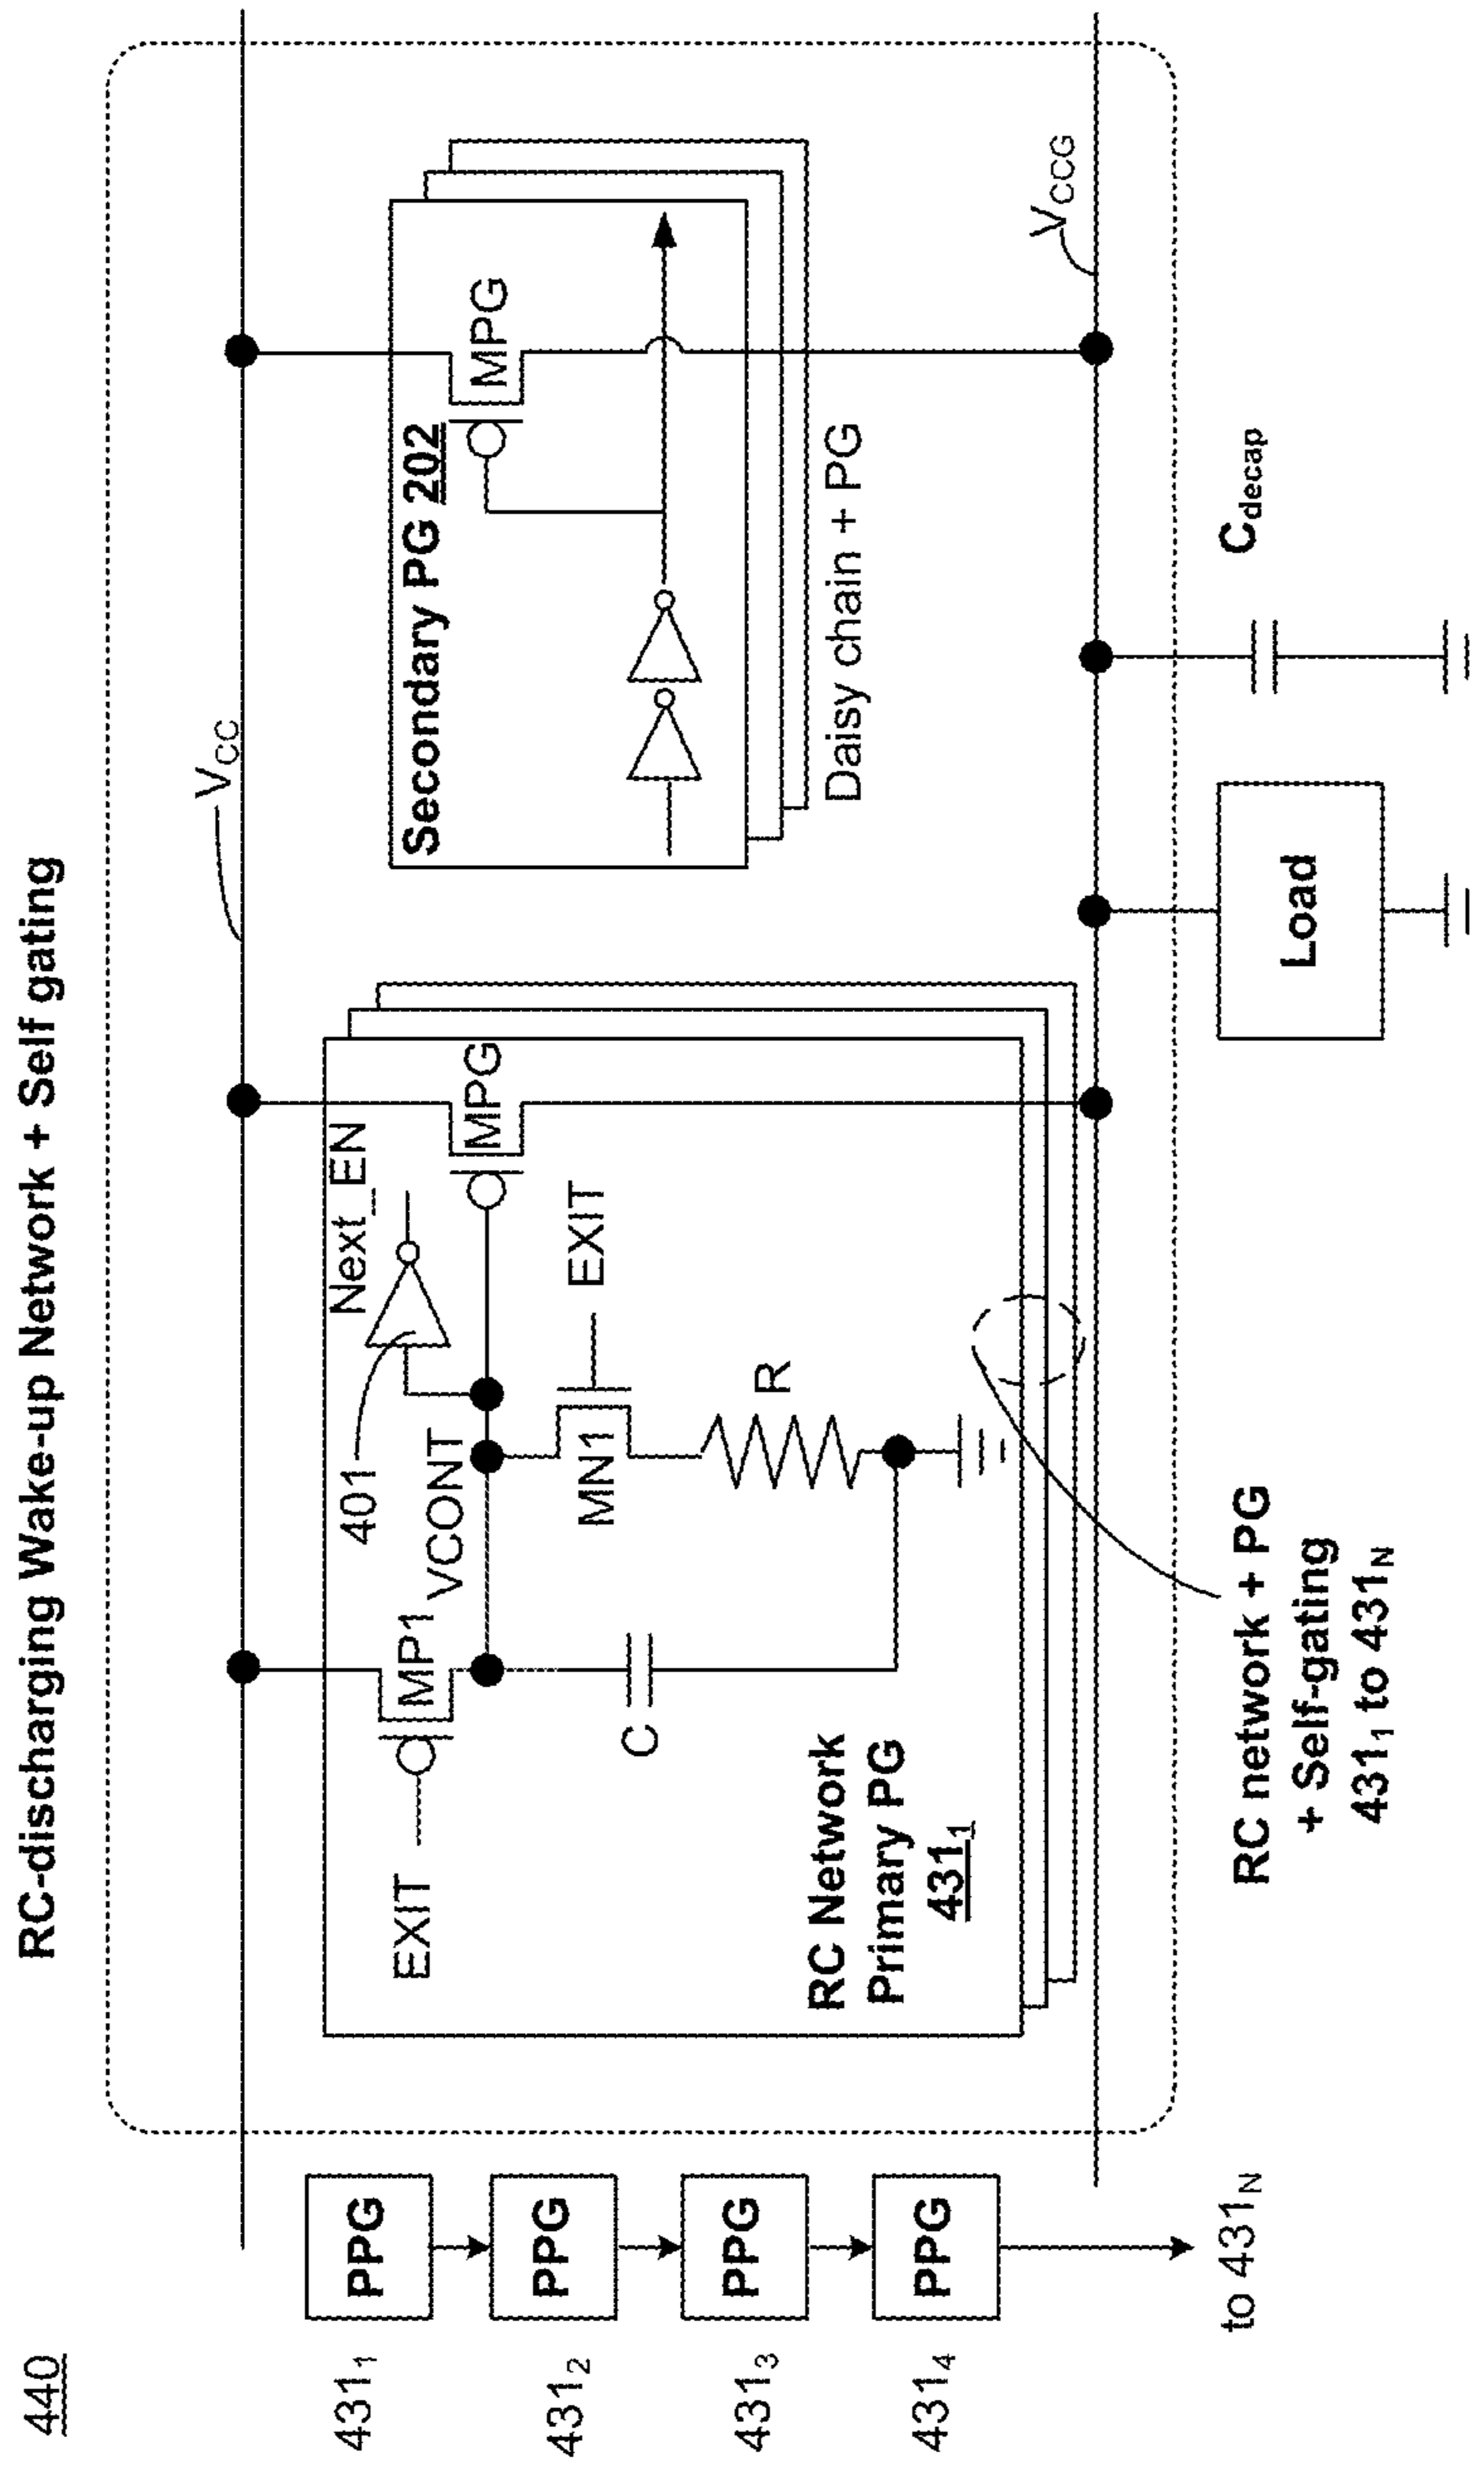 440
RC-discharging Wake-up Network + Self gating
431₁
PPG
431₂
PPG
431₃
PPG
431₄
PPG
to 431N
VCC
EXIT
MP1
VCONT
401
Next_EN
MPG
C
MN1
EXIT
R
RC Network
Primary PG
431₁
Secondary PG 202
MPG
Daisy chain + PG
VCCG
RC network + PG
+ Self-gating
431₁ to 431N
Load
Cdecap